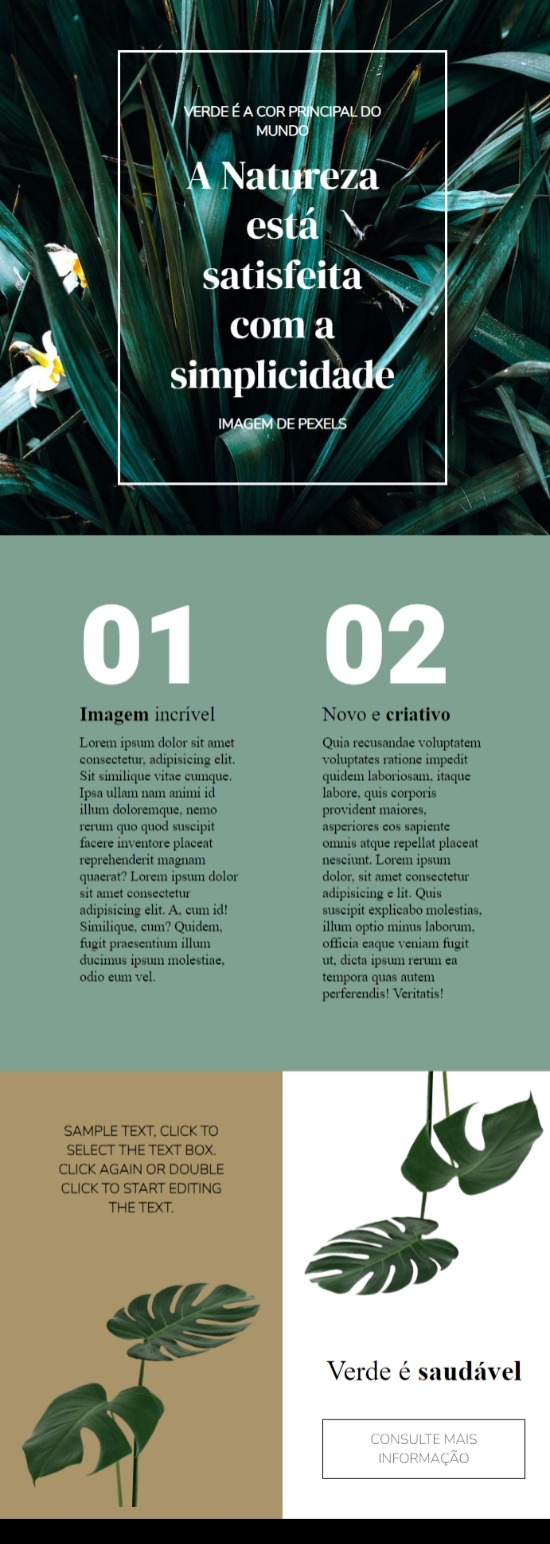 VERDE É A COR PRINCIPAL DO
MUNDO
A Natureza
está
satisfeita
com a
simplicidade
IMAGEM DE PEXELS
01
Imagem incrível
Lorem ipsum dolor sit amet
consectetur, adipisicing elit.
Sit similique vitae cumque.
Ipsa ullam nam animi id
illum doloremque, nemo
rerum quo quod suscipit
facere inventore placeat
reprehenderit magnam
quaerat? Lorem ipsum dolor
sit amet consectetur
adipisicing elit. A, cum id!
Similique, cum? Quidem,
fugit praesentium illum
ducimus ipsum molestiae,
odio eum vel.
02
Novo e criativo
Quia recusandae voluptatem
voluptates ratione impedit
quidem laboriosam, itaque
labore, quis corporis
provident maiores,
asperiores eos sapiente
omnis atque repellat placeat
nesciunt. Lorem ipsum
dolor, sit amet consectetur
adipisicing e lit. Quis
suscipit explicabo molestias,
illum optio minus laborum,
officia eaque veniam fugit
ut, dicta ipsum rerum ea
tempora quas autem
perferendis! Veritatis!
SAMPLE TEXT, CLICK TO
SELECT THE TEXT BOX.
CLICK AGAIN OR DOUBLE
CLICK TO START EDITING
THE TEXT.
Verde é saudável
CONSULTE MAIS
INFORMAÇÃO